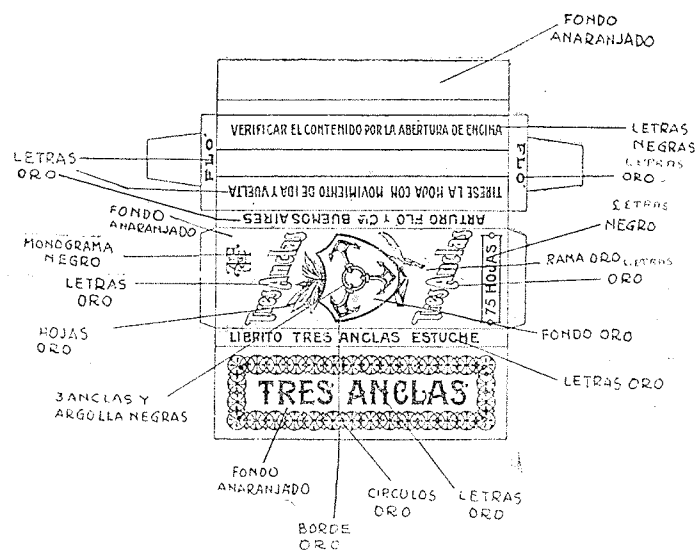 FONDO
ANARANJADO
VERIFICAR EL CONTENIDO POR LA ABERTURA DE ENCIMA
LETRAS
NEGRAS
FLO
FLO
LETRAS
ORO
LETRAS
ORO
TIRESE LA HOJA COM MOVIMIENTO DE IDA Y VUELTA
ARTURO FLO Y CIA. BUENOS AIRES
LETRAS
NEGRO
FONDO
ANARANJADO
MONOGRAMA
NEGRO
Tres Anclas
Tres Anclas
75 HOJAS
RAMA ORO
LETRAS
ORO
LETRAS
ORO
HOJAS
ORO
FONDO ORO
LIBRITO TRES ANCLAS ESTUCHE
LETRAS ORO
3 ANCLAS Y
ARGOLLA NEGRAS
TRES ANCLAS
FONDO
ANARANJADO
CIRCULOS
ORO
LETRAS
ORO
BORDE
ORO